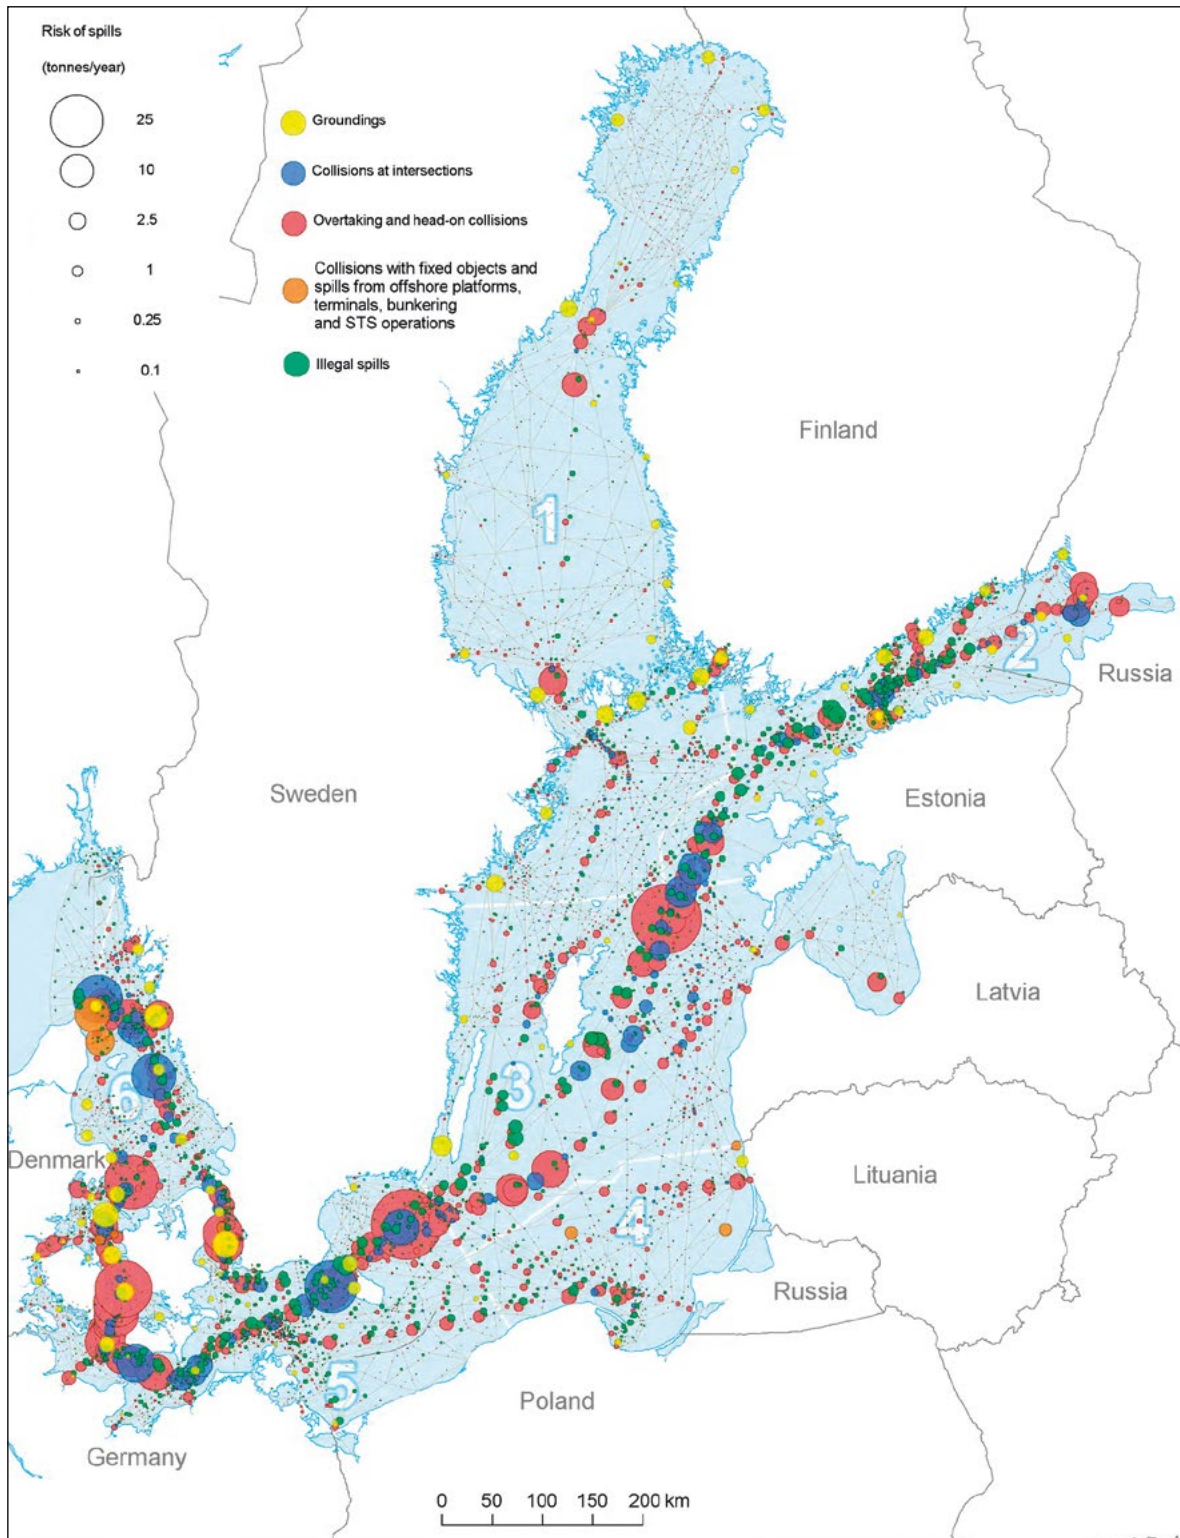 Risk of spills
(tonnes/year)
25
10
2.5
1
0.25
0.1
Groundings
Collisions at intersections
Overtaking and head-on collisions
Collisions with fixed objects and
spills from offshore platforms,
terminals, bunkering
and STS operations
Illegal spills
Finland
1
2
Russia
Sweden
Estonia
Latvia
3
6
Denmark
Lituania
4
Russia
5
Poland
Germany
0 50 100 150 200 km